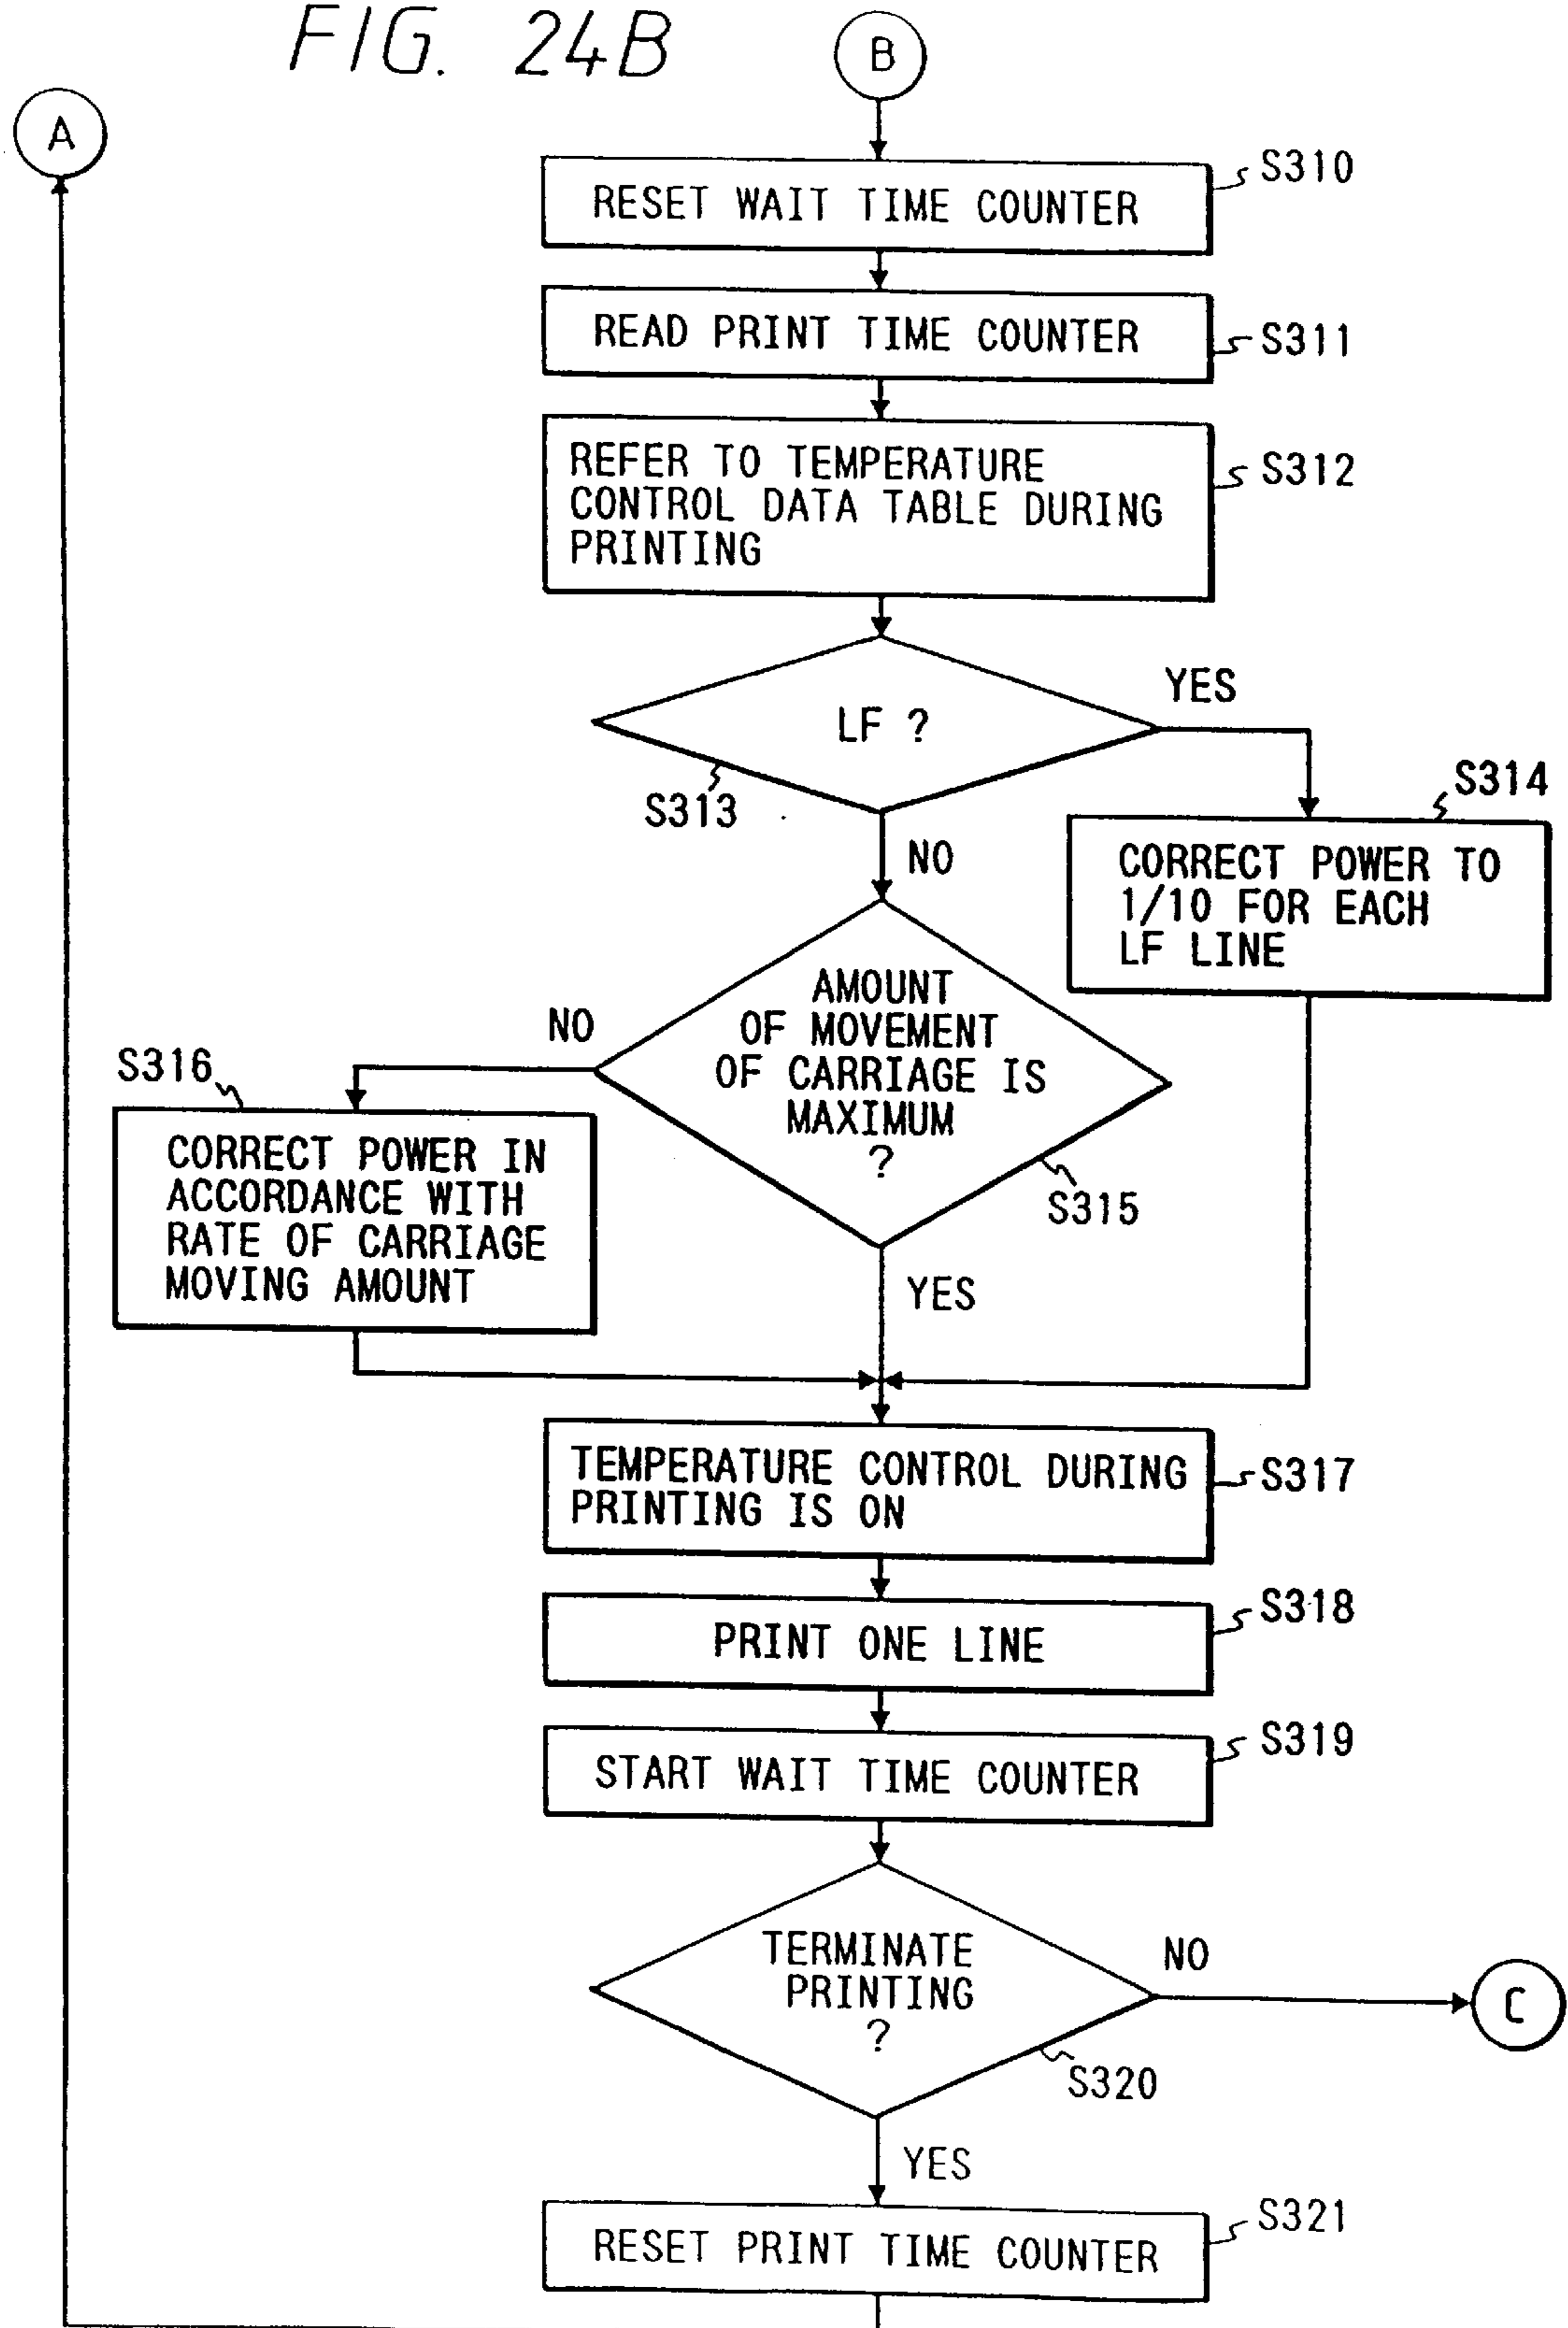 FIG. 24B
B
A
S310
RESET WAIT TIME COUNTER
READ PRINT TIME COUNTER
S311
REFER TO TEMPERATURE
CONTROL DATA TABLE DURING
PRINTING
S312
LF ?
YES
S313
NO
S314
CORRECT POWER TO
1/10 FOR EACH
LF LINE
AMOUNT
OF MOVEMENT
OF CARRIAGE IS
MAXIMUM
?
NO
S315
YES
S316
CORRECT POWER IN
ACCORDANCE WITH
RATE OF CARRIAGE
MOVING AMOUNT
TEMPERATURE CONTROL DURING
PRINTING IS ON
S317
S318
PRINT ONE LINE
S319
START WAIT TIME COUNTER
TERMINATE
PRINTING
?
NO
C
S320
YES
S321
RESET PRINT TIME COUNTER